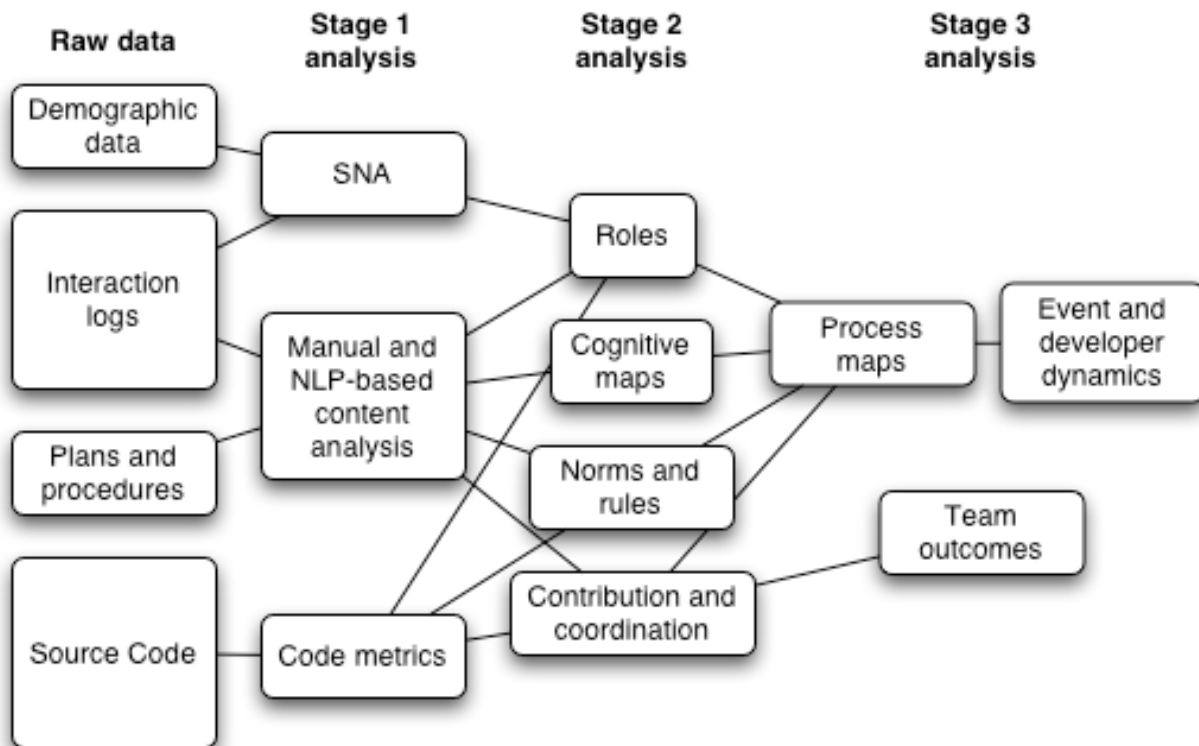 Raw data
Stage 1
analysis
Stage 2
analysis
Stage 3
analysis
Demographic
data
Interaction
logs
Plans and
procedures
Source Code
SNA
Manual and
NLP-based
content
analysis
Code metrics
Roles
Cognitive
maps
Norms and
rules
Contribution and
coordination
Process
maps
Event and
developer
dynamics
Team
outcomes